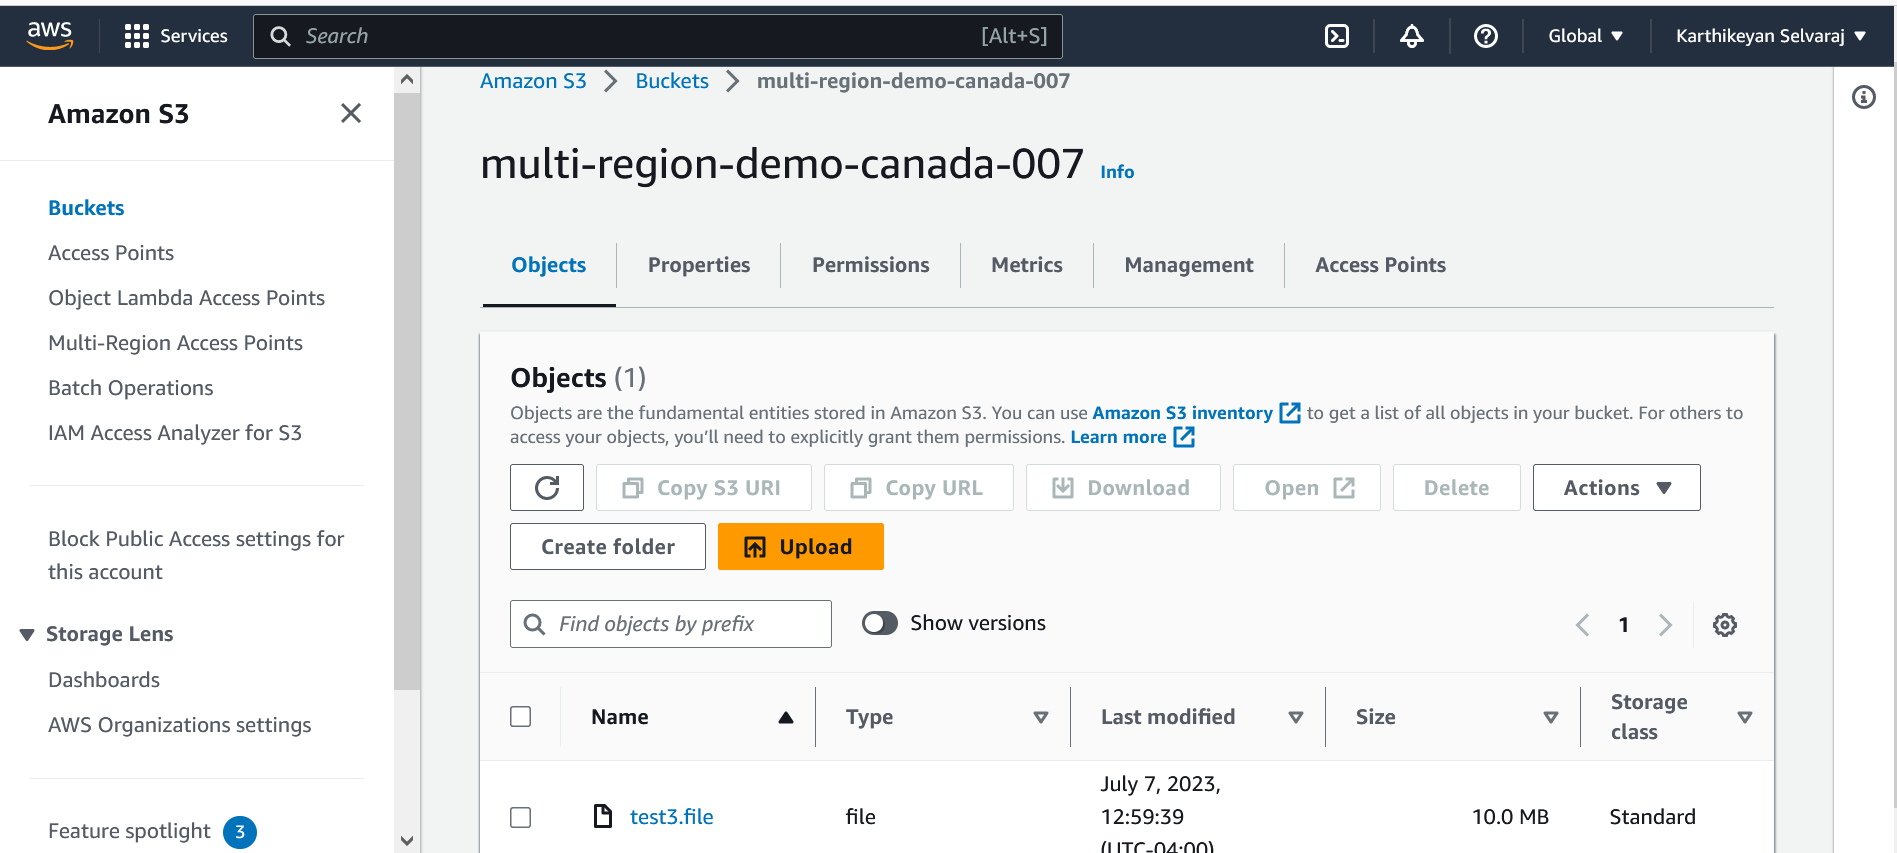 aws
Services
Search
[Alt+S]
Global
Karthikeyan Selvaraj
Amazon S3
Buckets
Access Points
Object Lambda Access Points
Multi-Region Access Points
Batch Operations
IAM Access Analyzer for S3
Block Public Access settings for
this account
Storage Lens
Dashboards
AWS Organizations settings
Feature spotlight 3
Amazon S3 > Buckets > multi-region-demo-canada-007
multi-region-demo-canada-007 Info
Objects
Properties
Permissions
Metrics
Management
Access Points
Objects (1)
Objects are the fundamental entities stored in Amazon S3. You can use Amazon S3 inventory to get a list of all objects in your bucket. For others to
access your objects, you'll need to explicitly grant them permissions. Learn more
Copy S3 URI
Copy URL
Download
Open
Delete
Actions
Create folder
Upload
Find objects by prefix
Show versions
1
Name
Type
Last modified
Size
Storage
class
test3.file
file
July 7, 2023,
12:59:39
(UTC-04:00)
10.0 MB
Standard